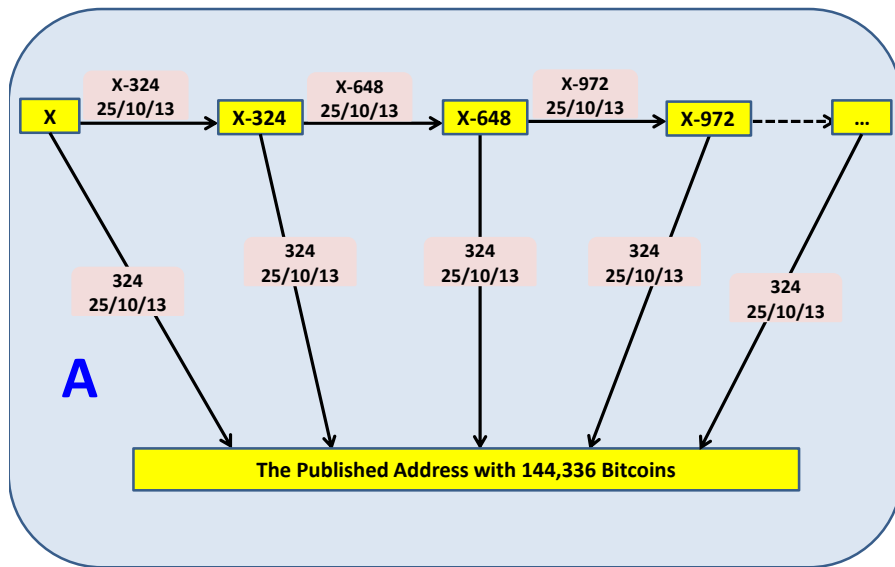 X-324
25/10/13
X-648
25/10/13
X-972
25/10/13
X
X-324
X-648
X-972
...
324
25/10/13
324
25/10/13
324
25/10/13
324
25/10/13
324
25/10/13
A
The Published Address with 144,336 Bitcoins